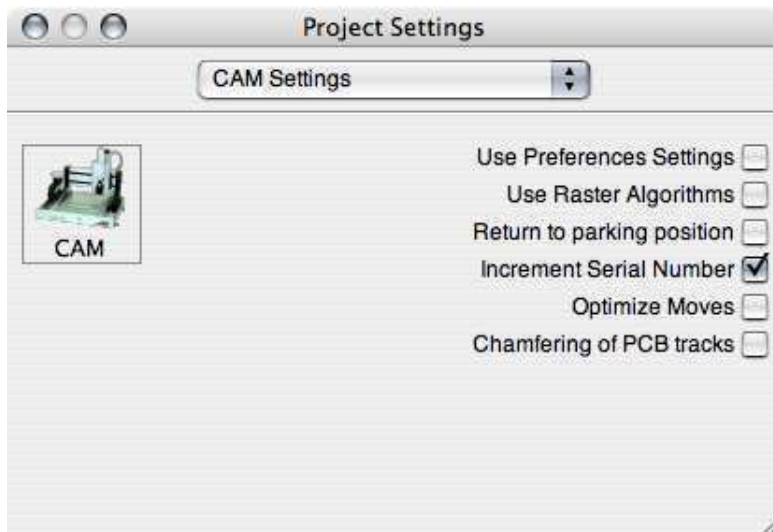 Project Settings
CAM Settings
Use Preferences Settings
Use Raster Algorithms
Return to parking position
CAM
Increment Serial Number
Optimize Moves
Chamfering of PCB tracks